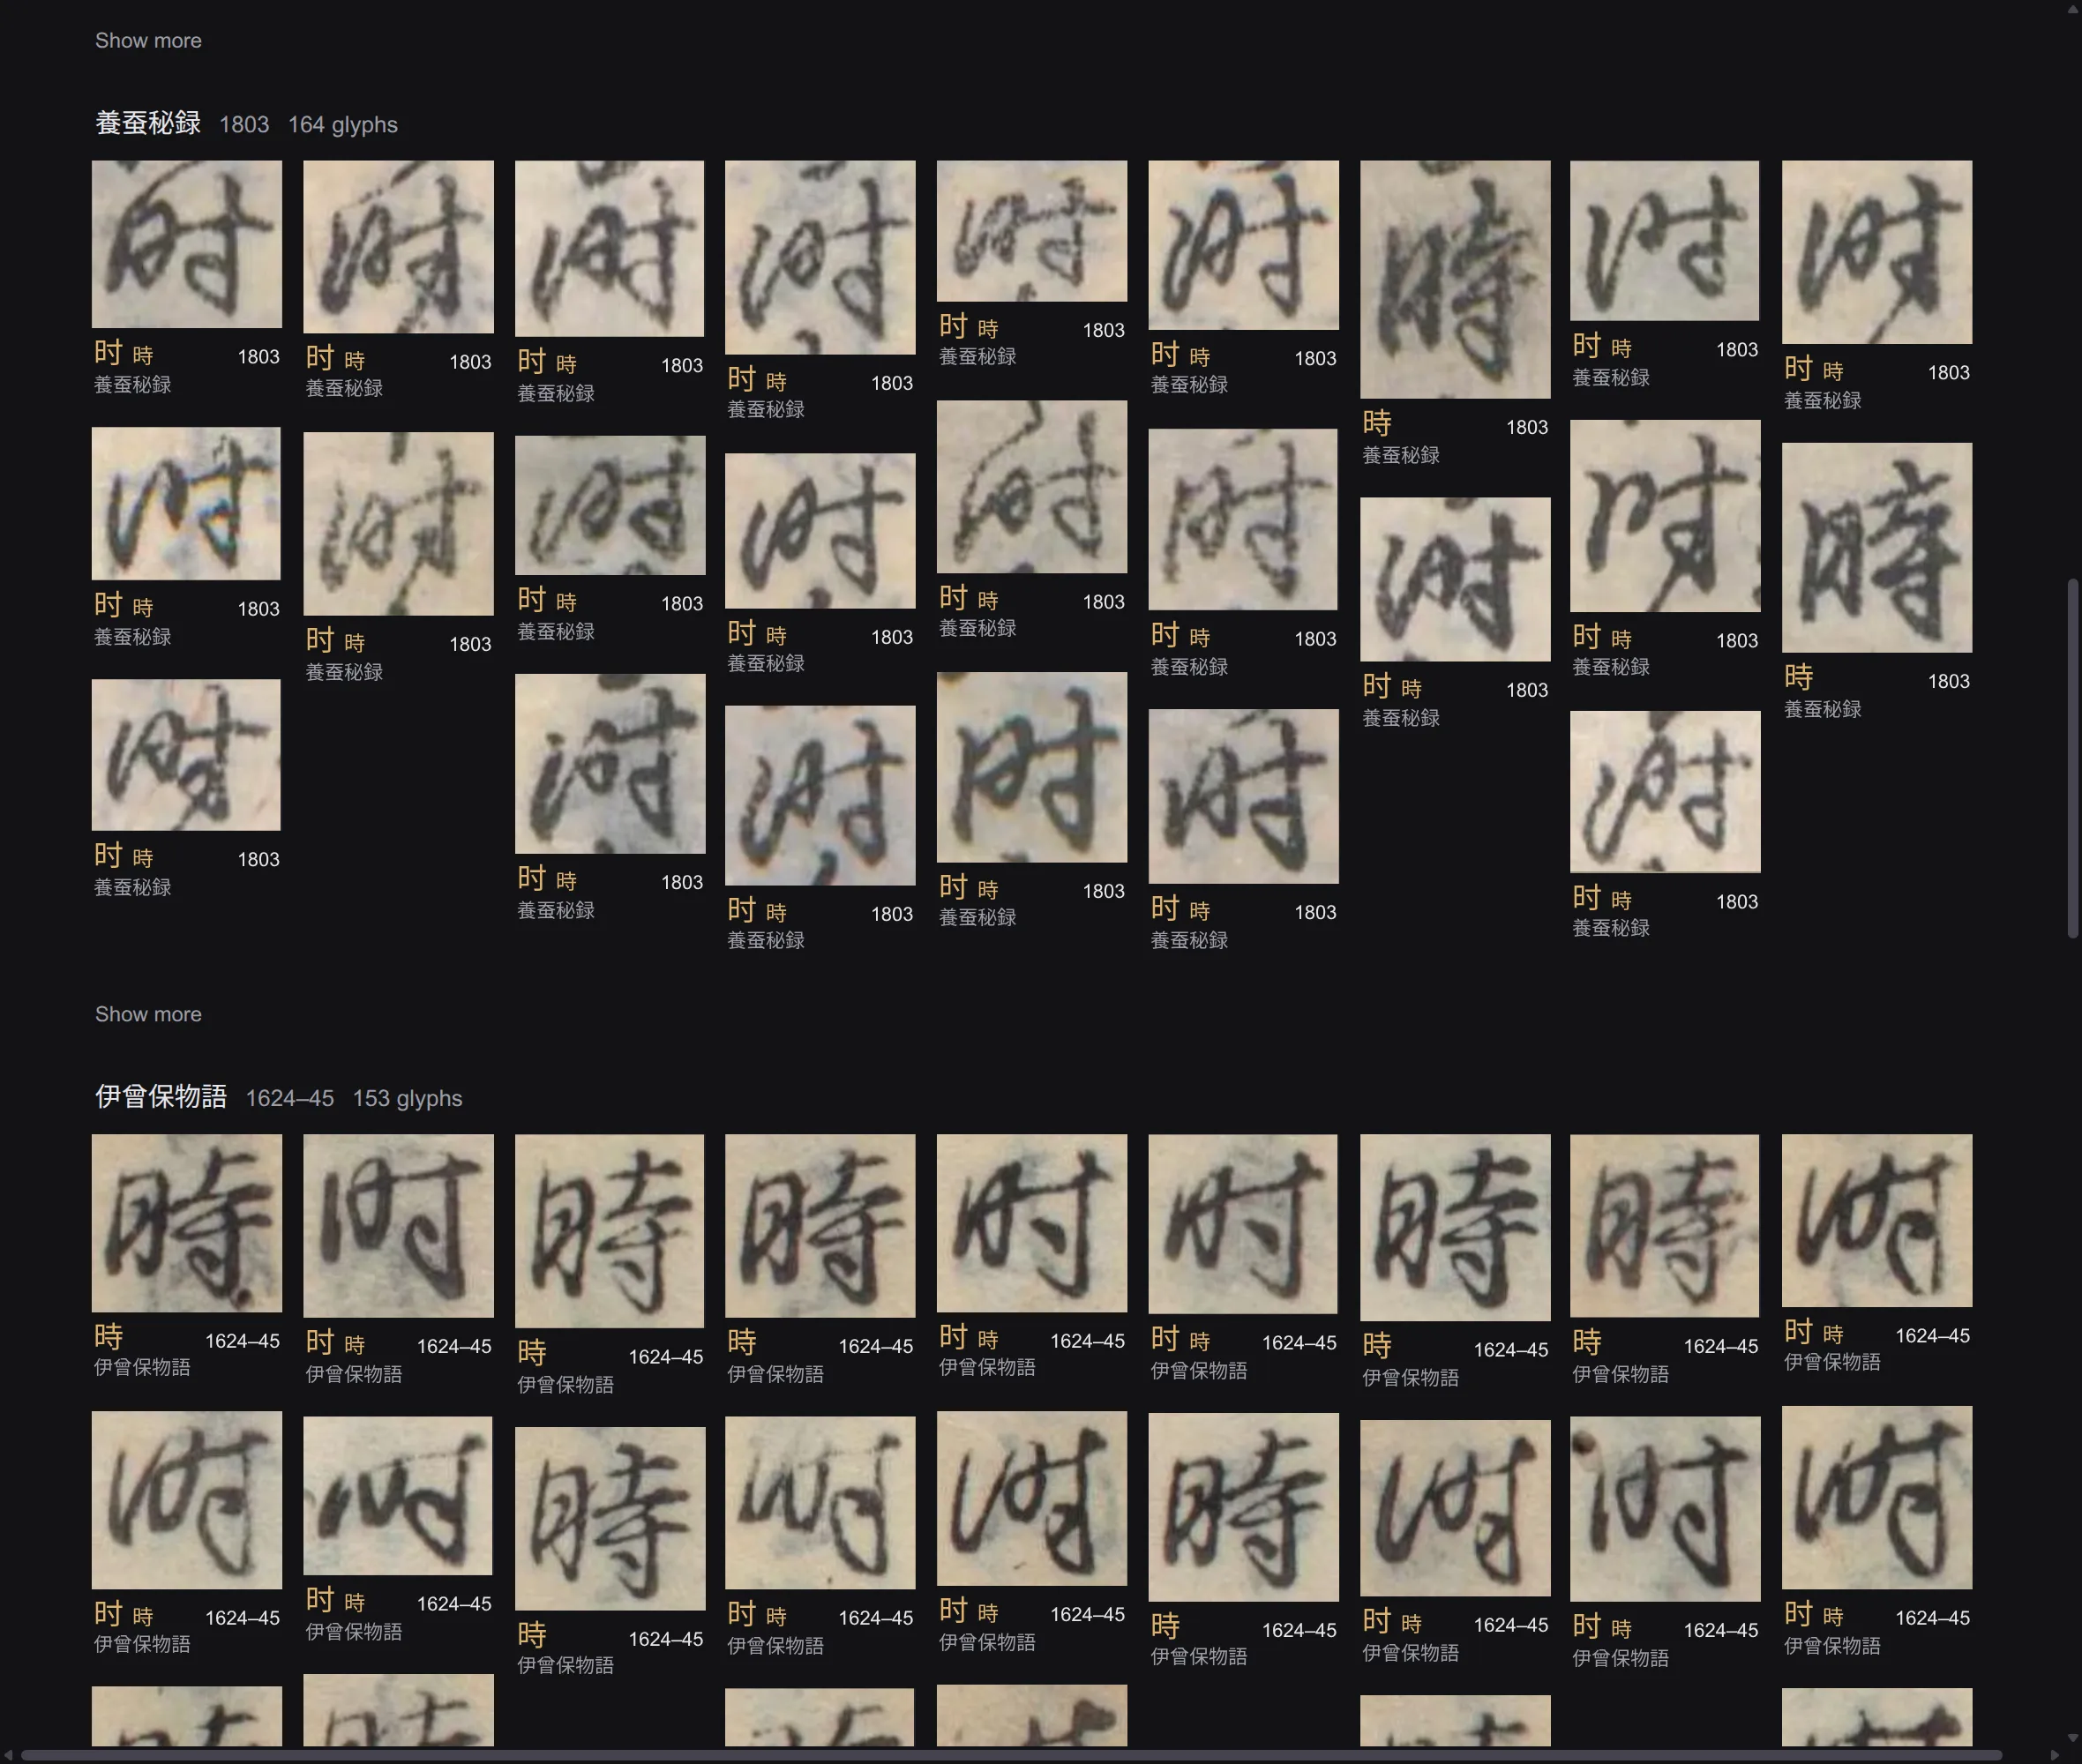 Show more
養蚕秘録 1803 164 glyphs
时 時 1803
養蚕秘録
时 時 1803
養蚕秘録
时 時 1803
養蚕秘録
时 時 1803
養蚕秘録
时 時 1803
養蚕秘録
时 時 1803
養蚕秘録
時 1803
養蚕秘録
时 時 1803
養蚕秘録
时 時 1803
養蚕秘録
时 時 1803
養蚕秘録
时 時 1803
養蚕秘録
时 時 1803
養蚕秘録
时 時 1803
養蚕秘録
时 時 1803
養蚕秘録
时 時 1803
養蚕秘録
时 時 1803
養蚕秘録
时 時 1803
養蚕秘録
時 1803
養蚕秘録
时 時 1803
養蚕秘録
时 時 1803
養蚕秘録
时 時 1803
養蚕秘録
时 時 1803
養蚕秘録
时 時 1803
養蚕秘録
时 時 1803
養蚕秘録
Show more
伊曾保物語 1624–45 153 glyphs
時 1624–45
伊曾保物語
时 時 1624–45
伊曾保物語
時 1624–45
伊曾保物語
時 1624–45
伊曾保物語
时 時 1624–45
伊曾保物語
时 時 1624–45
伊曾保物語
時 1624–45
伊曾保物語
時 1624–45
伊曾保物語
时 時 1624–45
伊曾保物語
时 時 1624–45
伊曾保物語
时 時 1624–45
伊曾保物語
時 1624–45
伊曾保物語
时 時 1624–45
伊曾保物語
时 時 1624–45
伊曾保物語
時 1624–45
伊曾保物語
时 時 1624–45
伊曾保物語
时 時 1624–45
伊曾保物語
时 時 1624–45
伊曾保物語